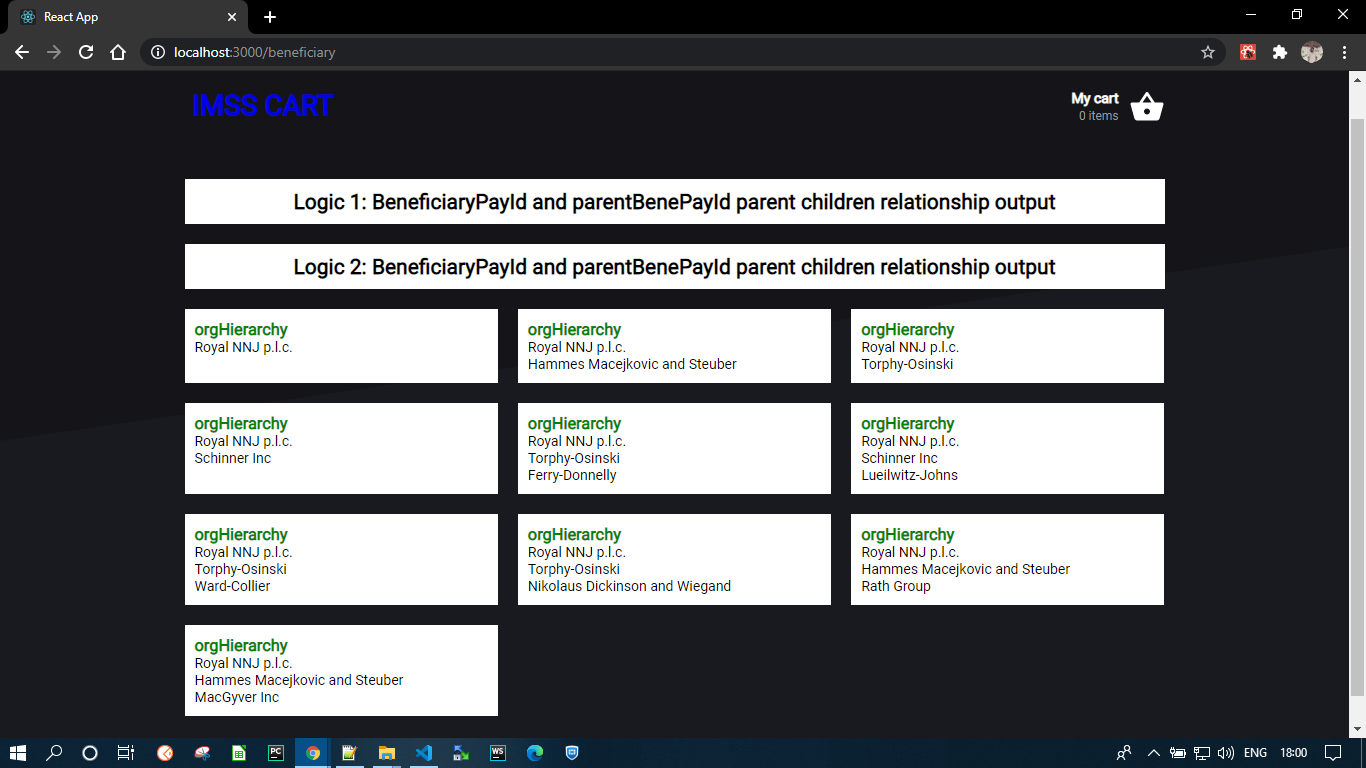 React App
localhost:3000/beneficiary
IMSS CART
My cart
0 items
Logic 1: BeneficiaryPayId and parentBenePayId parent children relationship output
Logic 2: BeneficiaryPayId and parentBenePayId parent children relationship output
orgHierarchy
Royal NNJ p.l.c.
orgHierarchy
Royal NNJ p.l.c.
Hammes Macejkovic and Steuber
orgHierarchy
Royal NNJ p.l.c.
Torphy-Osinski
orgHierarchy
Royal NNJ p.l.c.
Schinner Inc
orgHierarchy
Royal NNJ p.l.c.
Torphy-Osinski
Ferry-Donnelly
orgHierarchy
Royal NNJ p.l.c.
Schinner Inc
Lueilwitz-Johns
orgHierarchy
Royal NNJ p.l.c.
Torphy-Osinski
Ward-Collier
orgHierarchy
Royal NNJ p.l.c.
Torphy-Osinski
Nikolaus Dickinson and Wiegand
orgHierarchy
Royal NNJ p.l.c.
Hammes Macejkovic and Steuber
Rath Group
orgHierarchy
Royal NNJ p.l.c.
Hammes Macejkovic and Steuber
MacGyver Inc
PC
WS
ENG
18:00